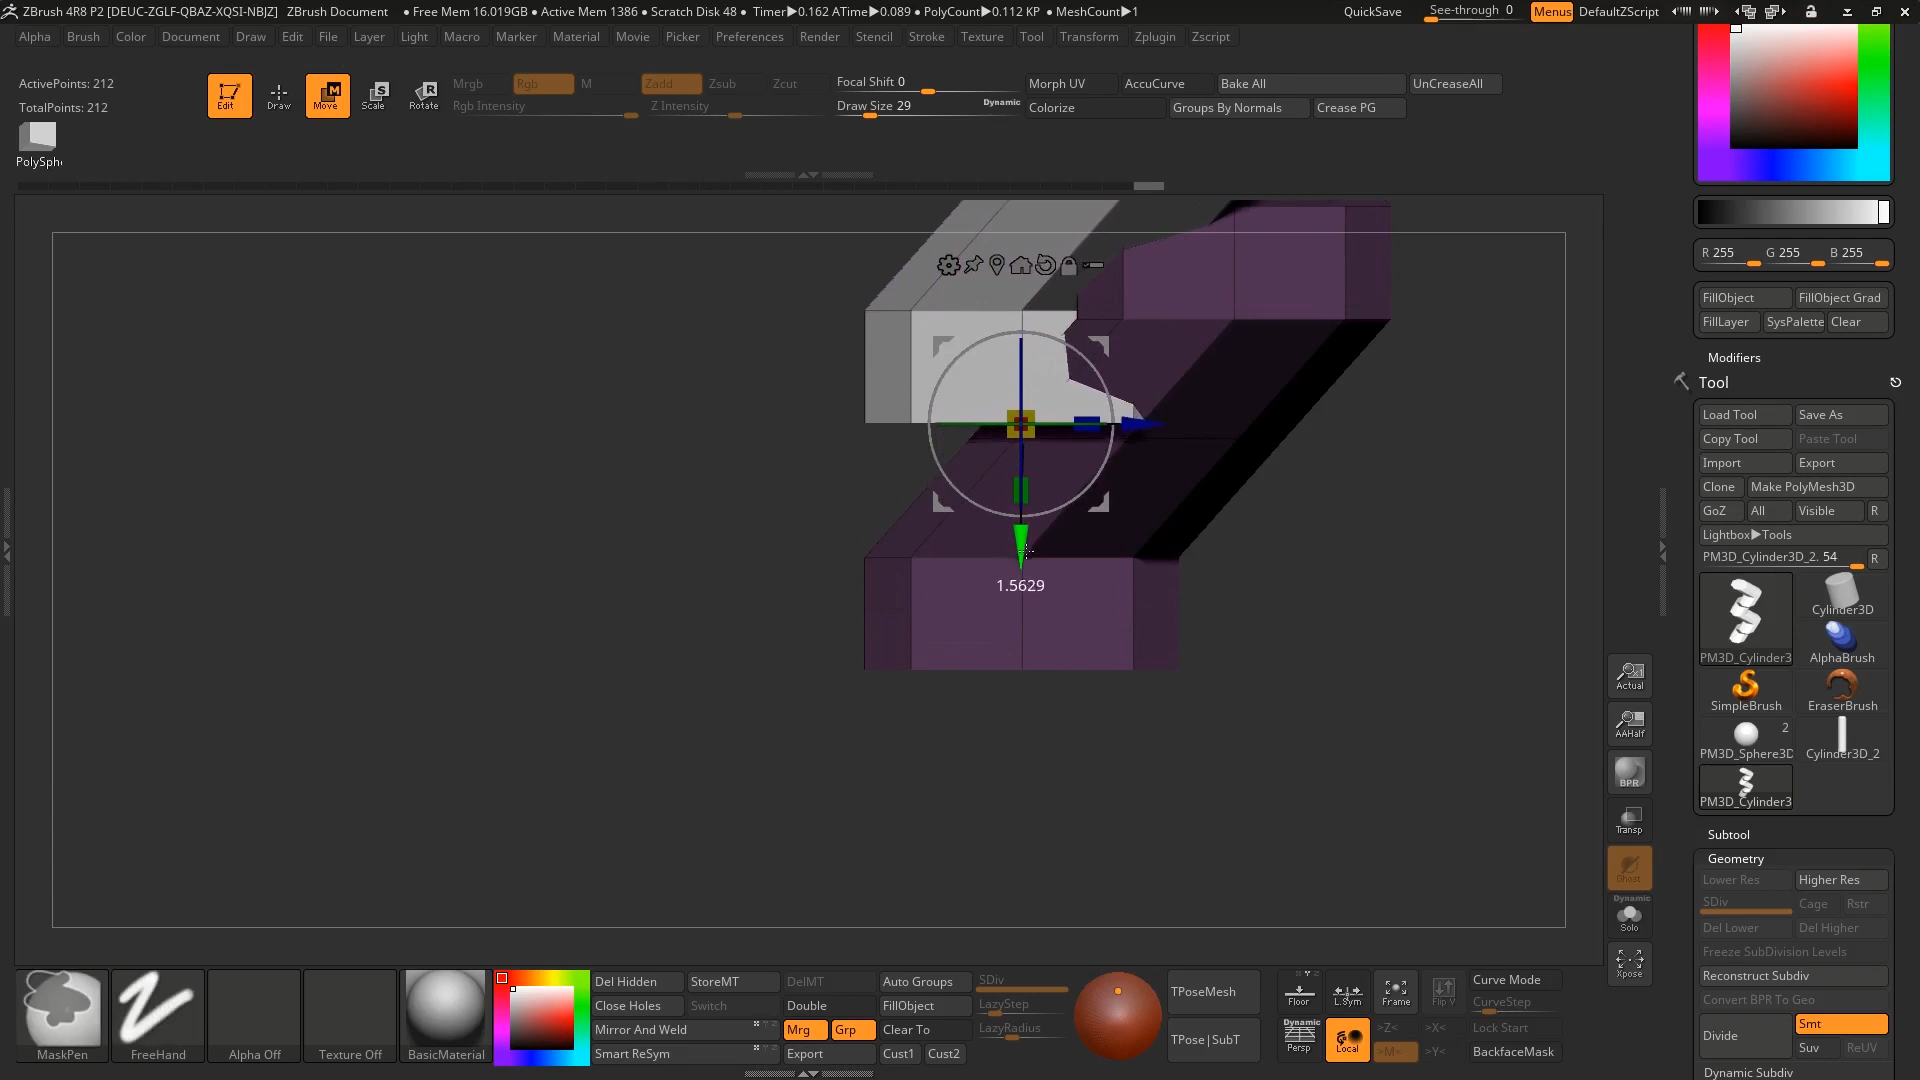 ZBrush 4R8 P2 [DEUC-ZGLF-QBAZ-XQSI-NBJZ] ZBrush Document ● Free Mem 16.019GB ● Active Mem 1386 ● Scratch Disk 48 ● Timer▶0.162 ATime▶0.089 ● PolyCount▶0.112 KP ● MeshCount▶1 QuickSave See-through 0 Menus DefaultZScript
Alpha Brush Color Document Draw Edit File Layer Light Macro Marker Material Movie Picker Preferences Render Stencil Stroke Texture Tool Transform Zplugin Zscript
ActivePoints: 212
TotalPoints: 212
Edit Draw Move Scale Rotate
Mrgb Rgb M Zadd Zsub Zcut
Rgb Intensity Z Intensity
Focal Shift 0
Draw Size 29 Dynamic
Morph UV AccuCurve Bake All UnCreaseAll
Colorize Groups By Normals Crease PG
PolySph
1.5629
R 255 G 255 B 255
FillObject FillObject Grad
FillLayer SysPalette Clear
Modifiers
Tool
Load Tool Save As
Copy Tool Paste Tool
Import Export
Clone Make PolyMesh3D
GoZ All Visible R
Lightbox▶Tools
PM3D_Cylinder3D_2. 54 R
Cylinder3D
PM3D_Cylinder3 AlphaBrush
SimpleBrush EraserBrush
2
PM3D_Sphere3D Cylinder3D_2
PM3D_Cylinder3
Subtool
Geometry
Lower Res Higher Res
SDiv Cage Rstr
Del Lower Del Higher
Freeze SubDivision Levels
Reconstruct Subdiv
Convert BPR To Geo
Divide Smt
Suv ReUV
Dynamic Subdiv
Actual
AAHalf
BPR
Transp
Ghost
Dynamic
Solo
Xpose
MaskPen FreeHand Alpha Off Texture Off BasicMaterial
Del Hidden StoreMT DelMT Auto Groups SDiv
Close Holes Switch Double FillObject LazyStep
Mirror And Weld Mrg Grp Clear To LazyRadius
Smart ReSym Export Cust1 Cust2
TPoseMesh
TPose|SubT
Floor L.Sym Frame Flip V
Dynamic
Persp Local
>Z< >X<
>M< >Y<
Curve Mode
CurveStep
Lock Start
BackfaceMask